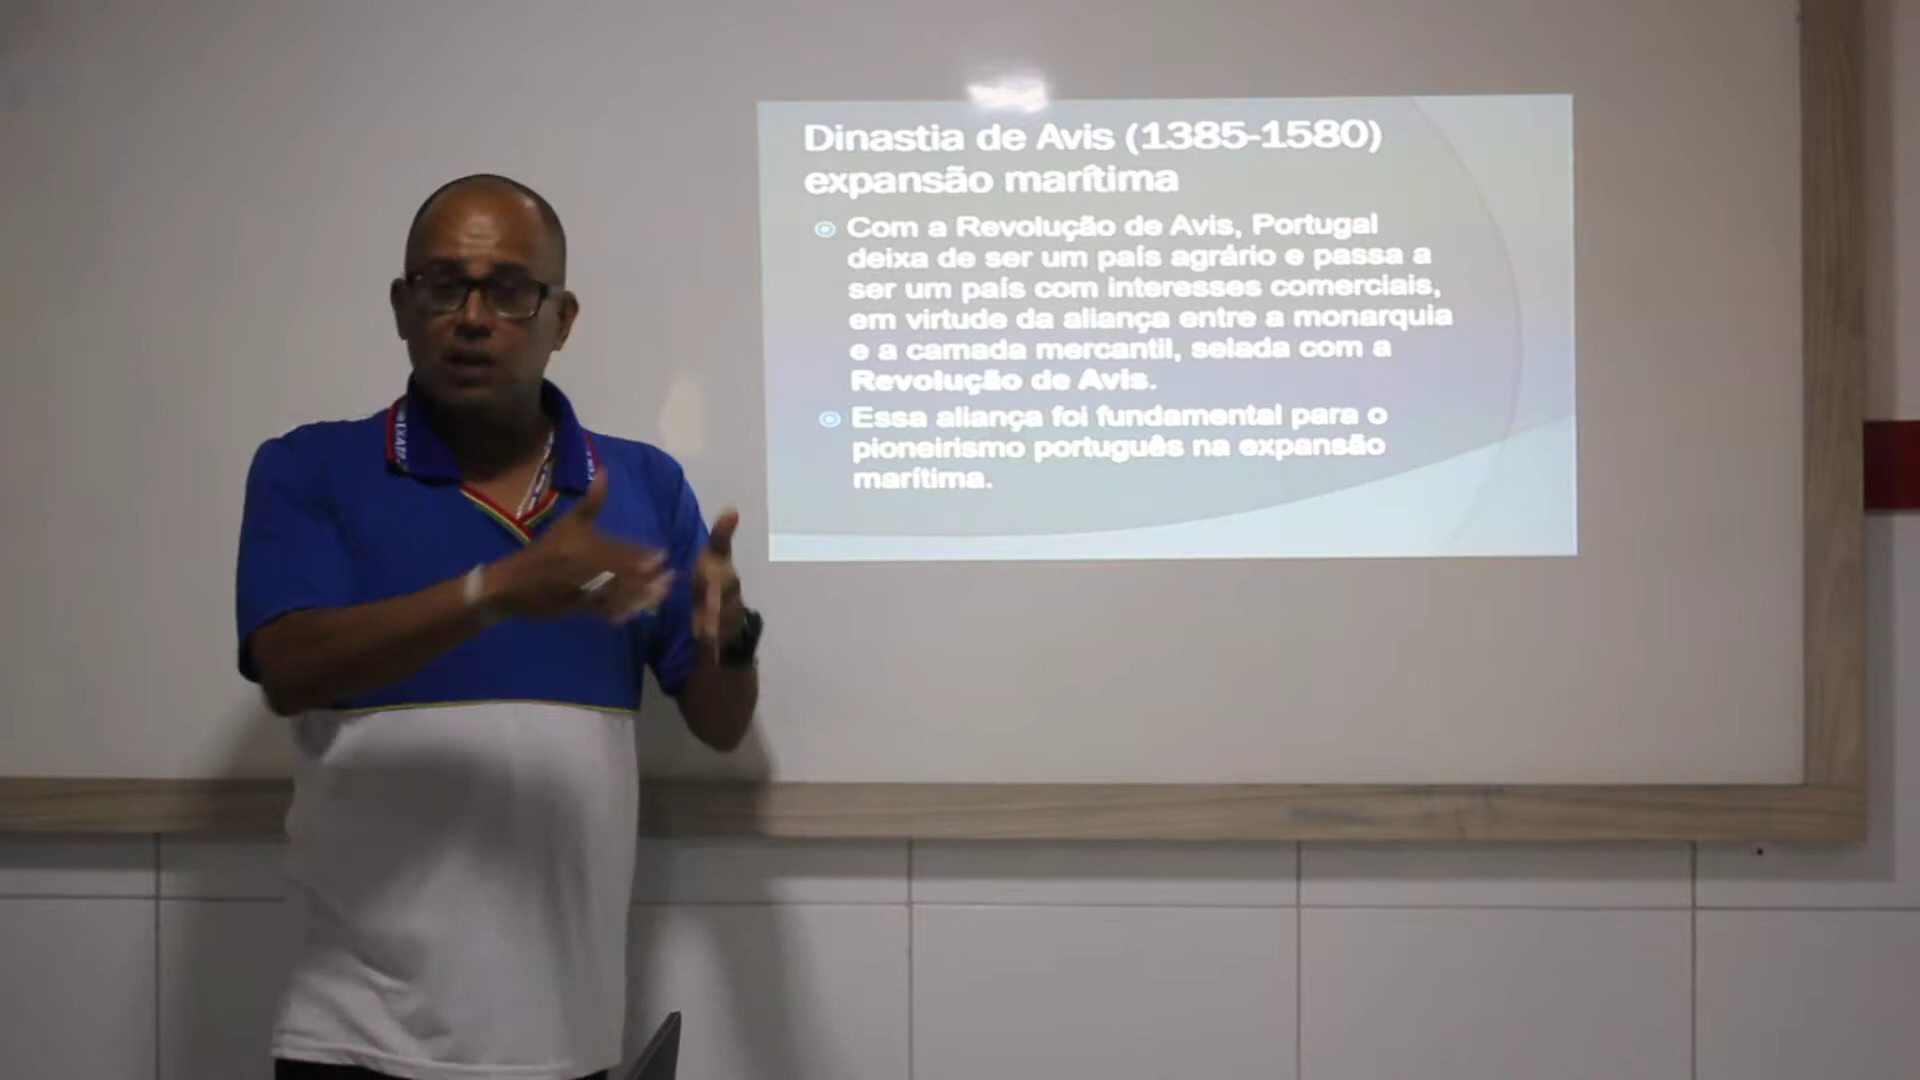 Dinastia de Avis (1385-1580)
expansão marítima
Com a Revolução de Avis, Portugal
deixa de ser um país agrário e passa a
ser um país com interesses comerciais,
em virtude da aliança entre a monarquia
e a camada mercantil, selada com a
Revolução de Avis.
Essa aliança foi fundamental para o
pioneirismo português na expansão
marítima.